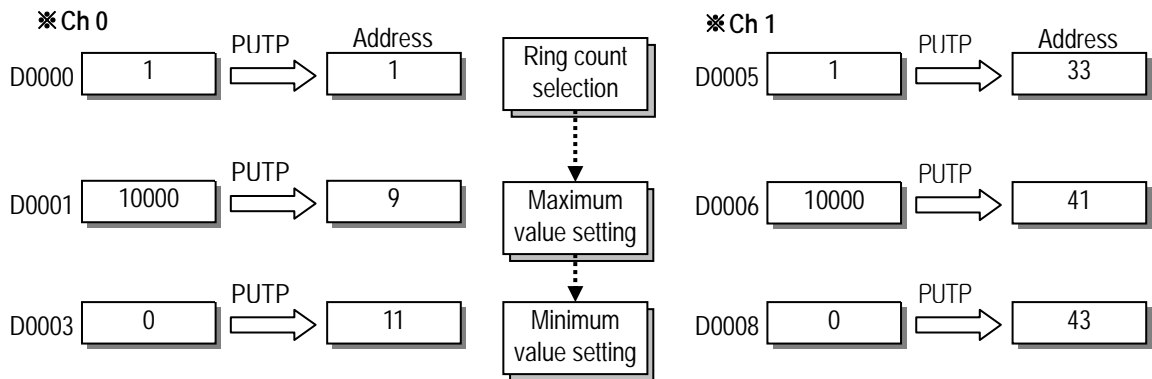 ※Ch 0
PUTP
Address
D0000
1
1
PUTP
D0001
10000
9
PUTP
D0003
0
11
Ring count
selection
Maximum
value setting
Minimum
value setting
※Ch 1
PUTP
Address
D0005
1
33
PUTP
D0006
10000
41
PUTP
D0008
0
43